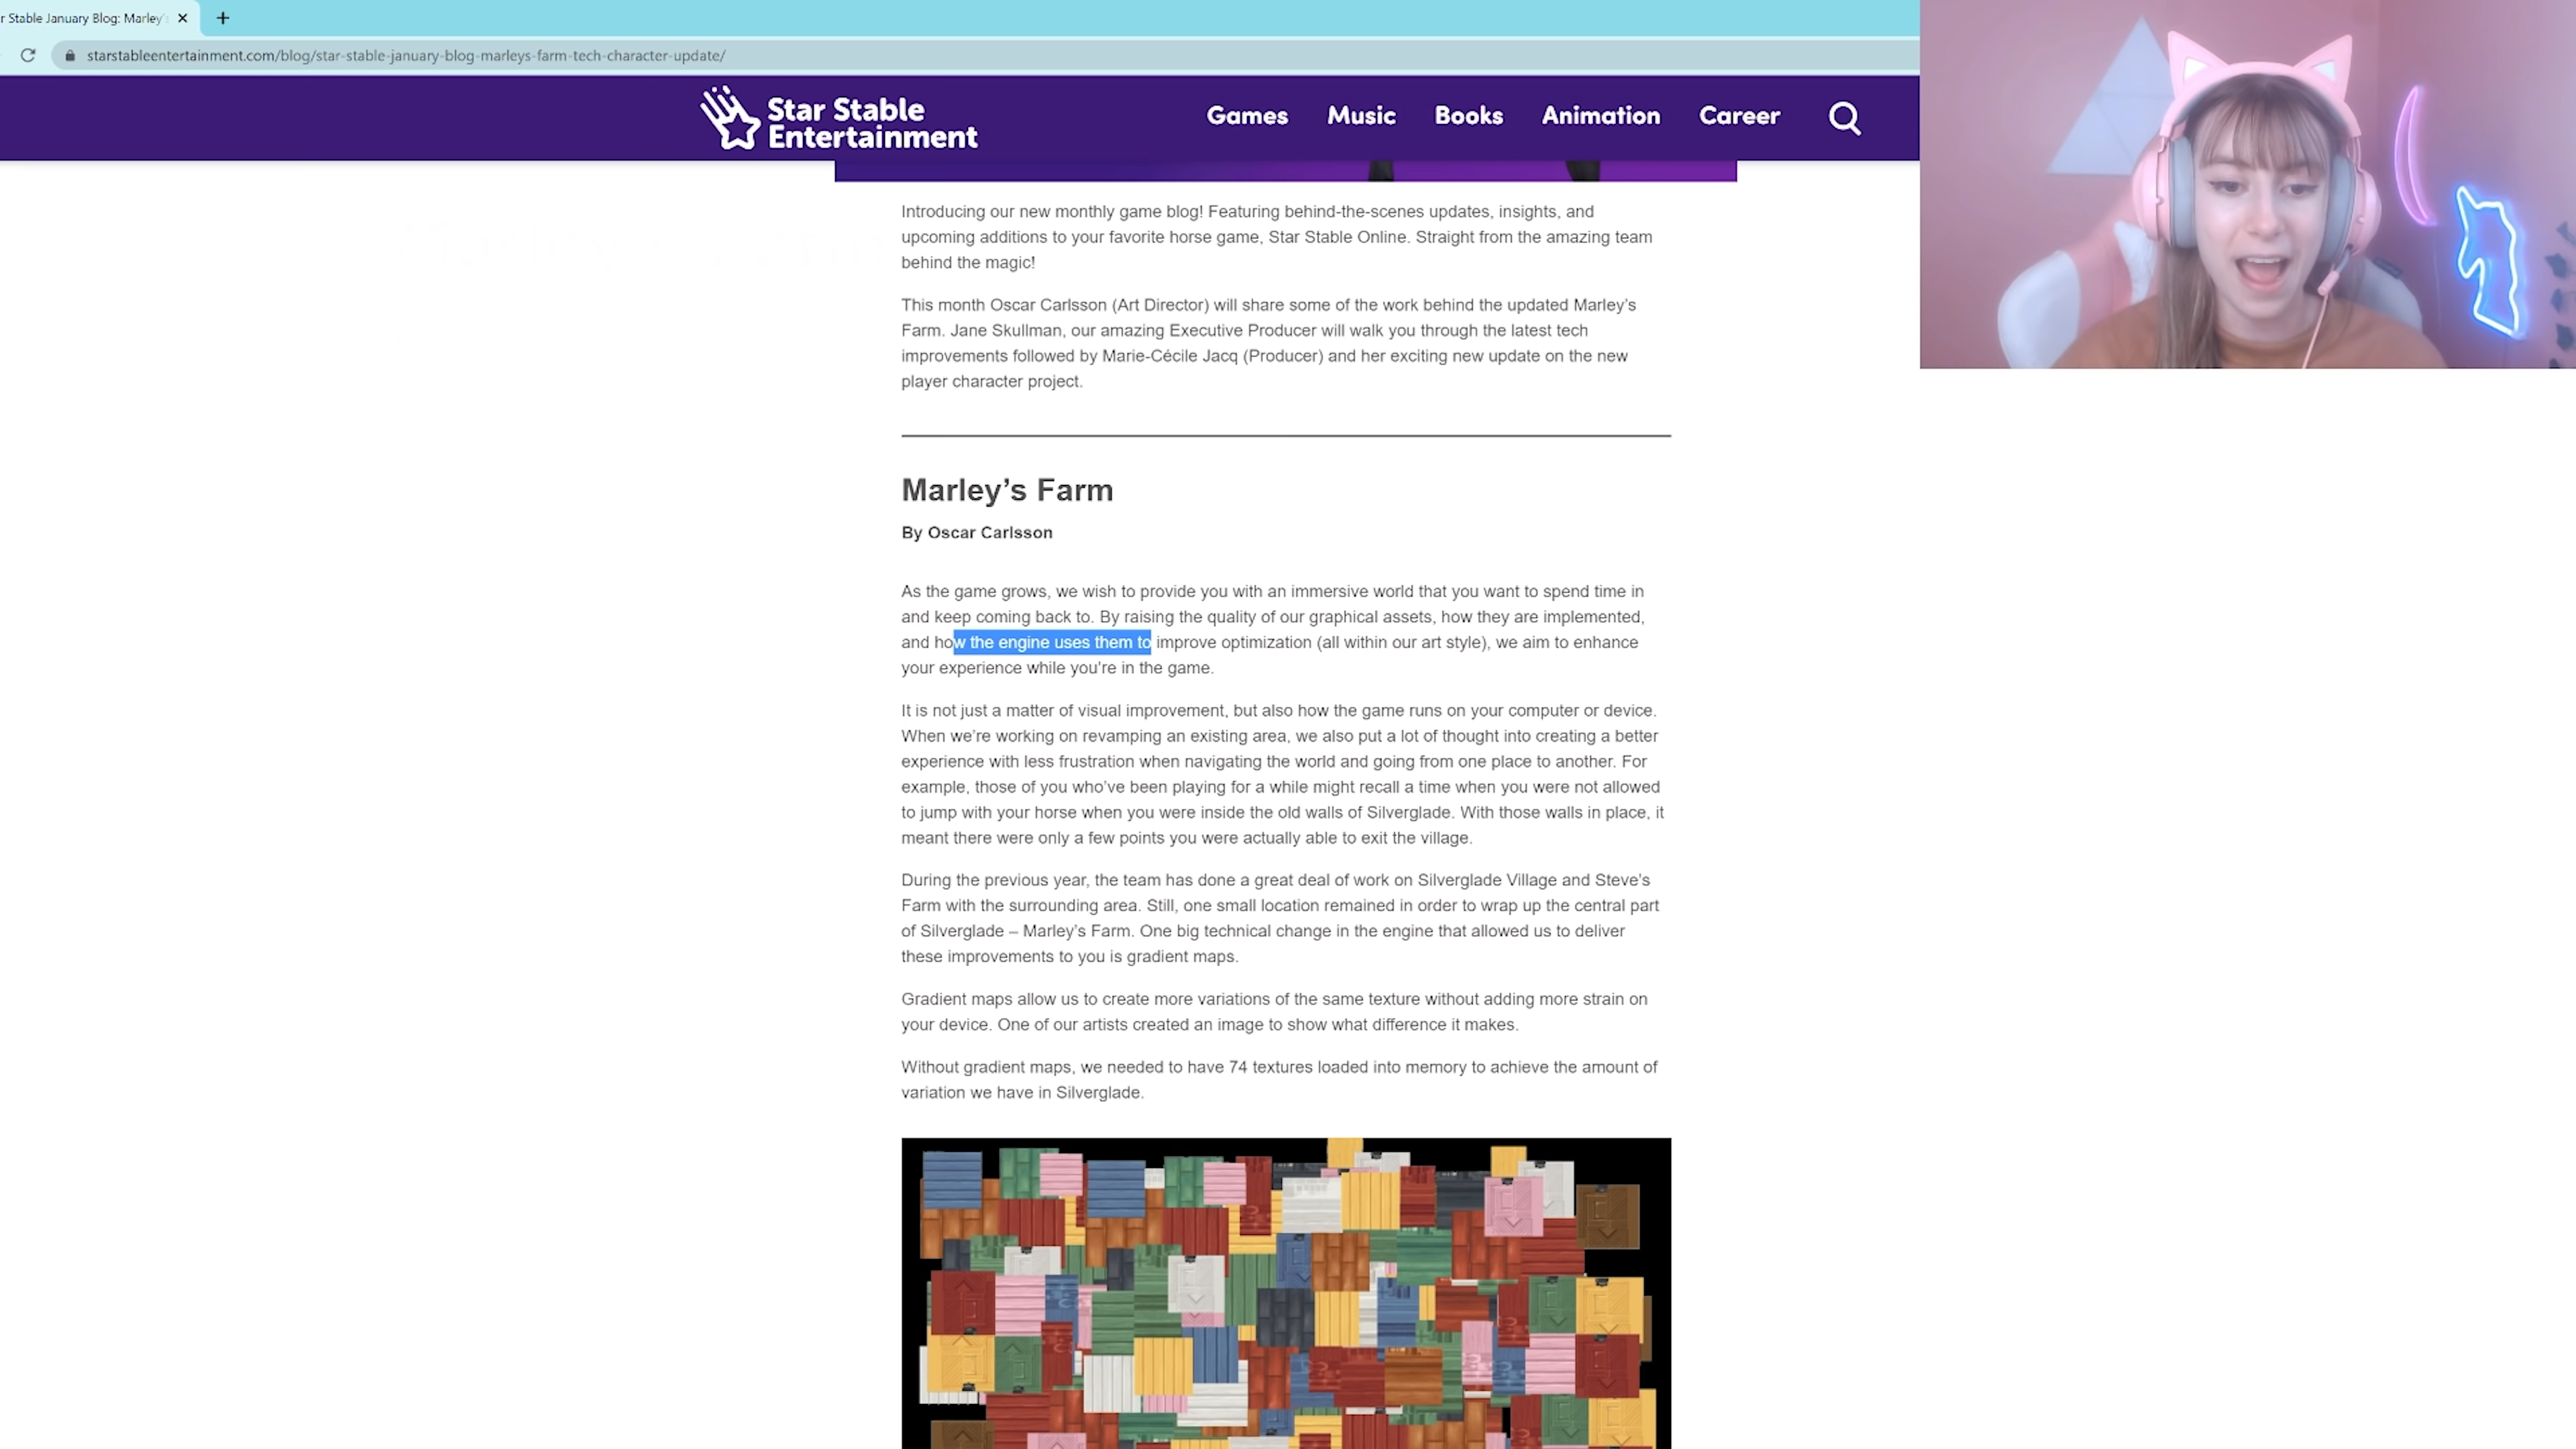 r Stable January Blog: Marley's
starstableentertainment.com/blog/star-stable-january-blog-marleys-farm-tech-character-update/
Star Stable
Entertainment
Games Music Books Animation Career
Introducing our new monthly game blog! Featuring behind-the-scenes updates, insights, and
upcoming additions to your favorite horse game, Star Stable Online. Straight from the amazing team
behind the magic!
This month Oscar Carlsson (Art Director) will share some of the work behind the updated Marley’s
Farm. Jane Skullman, our amazing Executive Producer will walk you through the latest tech
improvements followed by Marie-Cécile Jacq (Producer) and her exciting new update on the new
player character project.
Marley’s Farm
By Oscar Carlsson
As the game grows, we wish to provide you with an immersive world that you want to spend time in
and keep coming back to. By raising the quality of our graphical assets, how they are implemented,
and how the engine uses them to improve optimization (all within our art style), we aim to enhance
your experience while you're in the game.
It is not just a matter of visual improvement, but also how the game runs on your computer or device.
When we’re working on revamping an existing area, we also put a lot of thought into creating a better
experience with less frustration when navigating the world and going from one place to another. For
example, those of you who’ve been playing for a while might recall a time when you were not allowed
to jump with your horse when you were inside the old walls of Silverglade. With those walls in place, it
meant there were only a few points you were actually able to exit the village.
During the previous year, the team has done a great deal of work on Silverglade Village and Steve’s
Farm with the surrounding area. Still, one small location remained in order to wrap up the central part
of Silverglade – Marley’s Farm. One big technical change in the engine that allowed us to deliver
these improvements to you is gradient maps.
Gradient maps allow us to create more variations of the same texture without adding more strain on
your device. One of our artists created an image to show what difference it makes.
Without gradient maps, we needed to have 74 textures loaded into memory to achieve the amount of
variation we have in Silverglade.